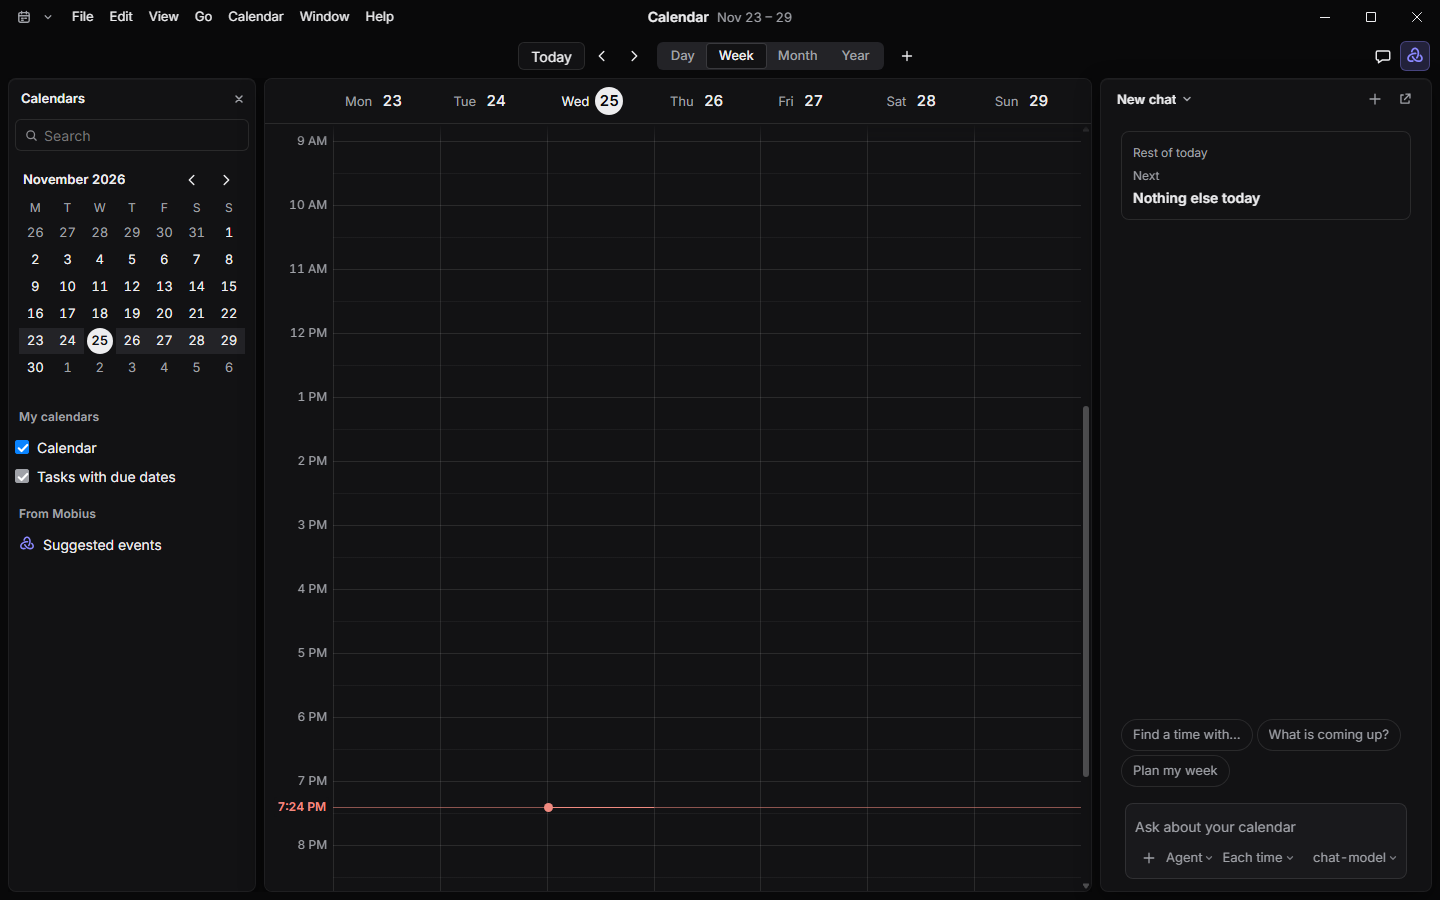 File Edit View Go Calendar Window Help
Calendar Nov 23 – 29
Today Day Week Month Year
Calendars
Search
November 2026
M T W T F S S
26 27 28 29 30 31 1
2 3 4 5 6 7 8
9 10 11 12 13 14 15
16 17 18 19 20 21 22
23 24 25 26 27 28 29
30 1 2 3 4 5 6
My calendars
Calendar
Tasks with due dates
From Mobius
Suggested events
Mon 23 Tue 24 Wed 25 Thu 26 Fri 27 Sat 28 Sun 29
9 AM
10 AM
11 AM
12 PM
1 PM
2 PM
3 PM
4 PM
5 PM
6 PM
7 PM
7:24 PM
8 PM
New chat
Rest of today
Next
Nothing else today
Find a time with... What is coming up?
Plan my week
Ask about your calendar
Agent Each time chat-model